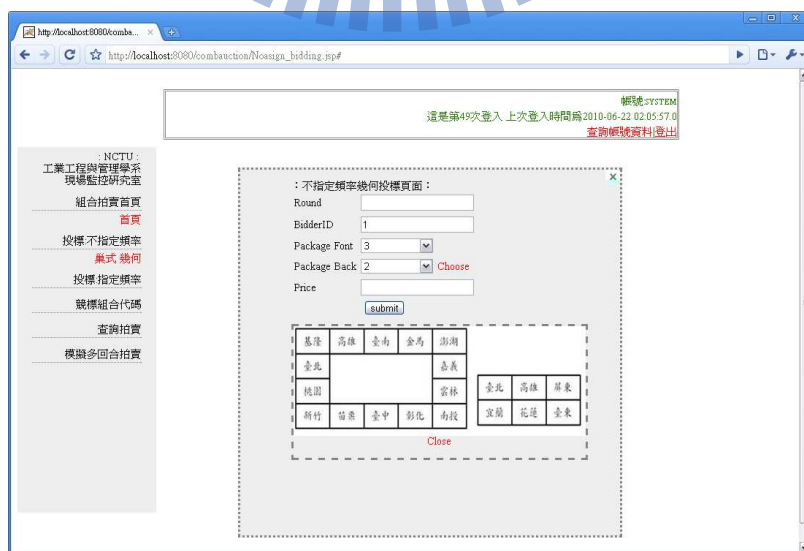 http://localhost:8080/comba...
http://localhost:8080/combauction/Noasign_bidding.jsp#
帳號:SYSTEM
這是第49次登入 上次登入時間爲2010-06-22 02:05:57.0
查詢帳號資料|登出
: NCTU :
工業工程與管理學系
現場監控研究室
組合拍賣首頁
首頁
投標:不指定頻率
巢式 幾何
投標:指定頻率
競標組合代碼
查詢拍賣
模擬多回合拍賣
：不指定頻率幾何投標頁面：
Round
BidderID 1
Package Font 3
Package Back 2 Choose
Price
submit
基隆 高雄 臺南 金馬 澎湖
臺北 嘉義
桃園 雲林
新竹 苗栗 臺中 彰化 南投
臺北 高雄 屏東
宜蘭 花蓮 臺東
Close